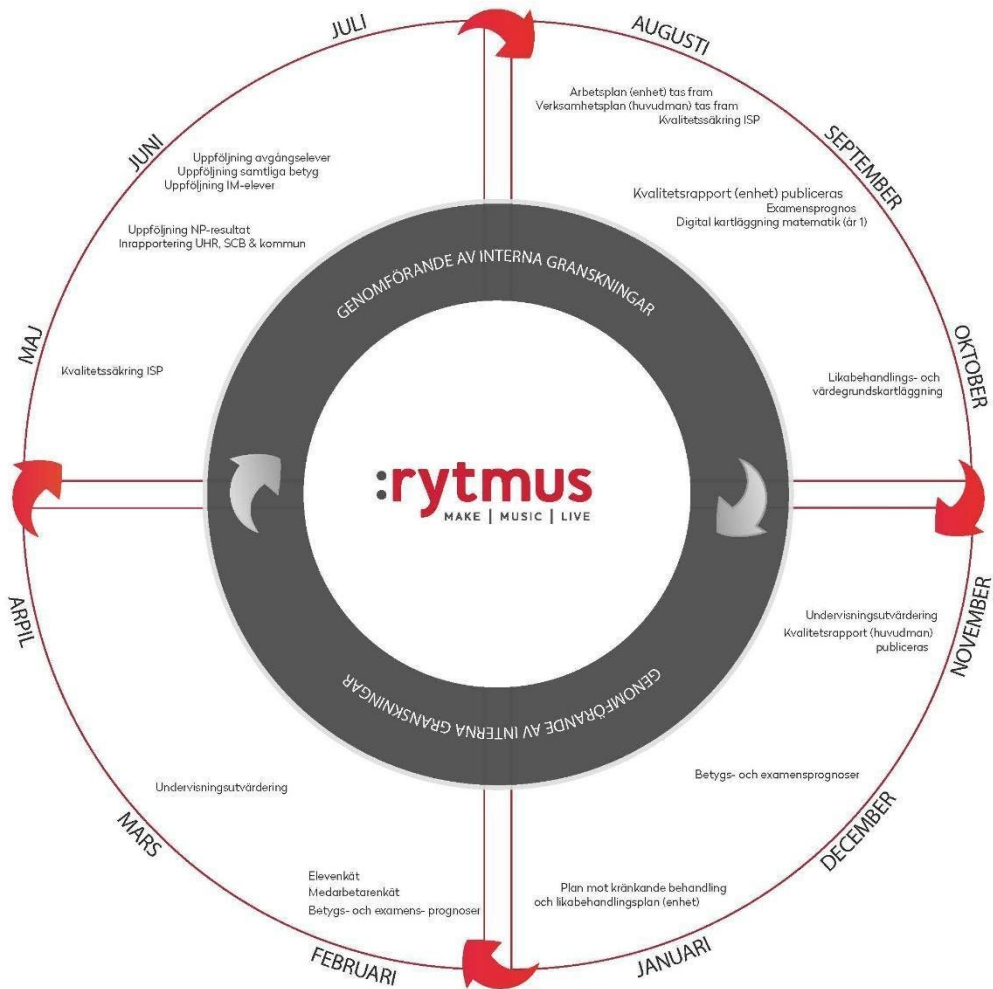 JULI
AUGUSTI
Arbetsplan (enhet) tas fram
Verksamhetsplan (huvudman) tas fram
Kvalitetssäkring ISP
SEPTEMBER
Kvalitetsrapport (enhet) publiceras
Examensprognos
Digital kartläggning matematik (år 1)
OKTOBER
Likabehandlings- och
värdegrundskartläggning
NOVEMBER
Undervisningsutvärdering
Kvalitetsrapport (huvudman)
publiceras
DECEMBER
Betygs- och examensprognoser
JANUARI
Plan mot kränkande behandling
och likabehandlingsplan (enhet)
FEBRUARI
Elevenkät
Medarbetarenkät
Betygs- och examens- prognoser
MARS
Undervisningsutvärdering
ARPIL
MAJ
Kvalitetssäkring ISP
JUNI
Uppföljning avgångselever
Uppföljning samtliga betyg
Uppföljning IM-elever
Uppföljning NP-resultat
Inrapportering UHR, SCB & kommun
GENOMFÖRANDE AV INTERNA GRANSKNINGAR
:rytmus
MAKE | MUSIC | LIVE
GENOMFÖRANDE AV INTERNA GRANSKNINGAR